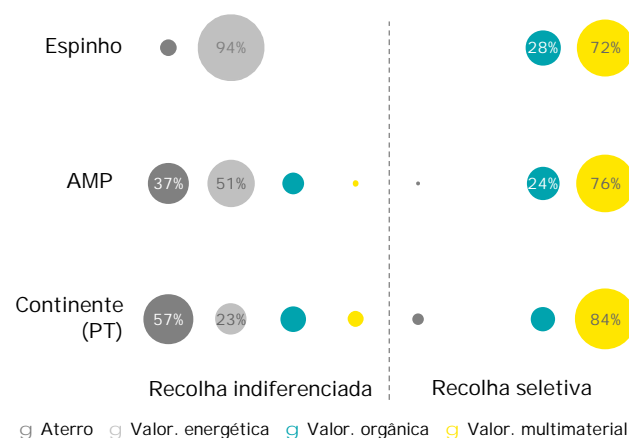 Espinho 94% 28% 72%
AMP 37% 51% 24% 76%
Continente
(PT) 57% 23% 84%
Recolha indiferenciada Recolha seletiva
g Aterro g Valor. energética g Valor. orgânica g Valor. multimaterial